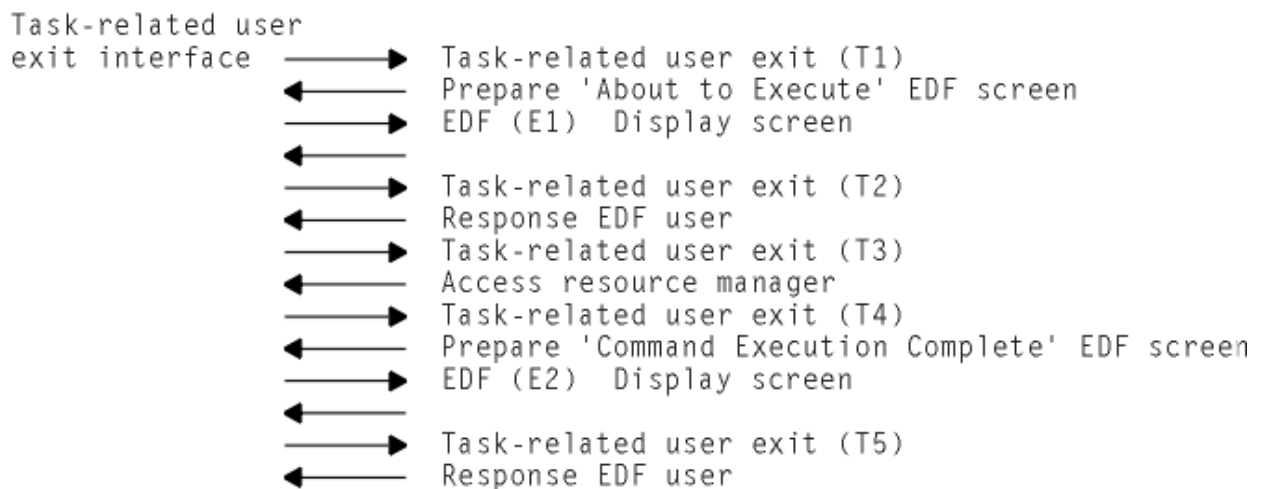 Task-related user
exit interface Task-related user exit (T1)
Prepare 'About to Execute' EDF screen
EDF (E1) Display screen
Task-related user exit (T2)
Response EDF user
Task-related user exit (T3)
Access resource manager
Task-related user exit (T4)
Prepare 'Command Execution Complete' EDF screen
EDF (E2) Display screen
Task-related user exit (T5)
Response EDF user